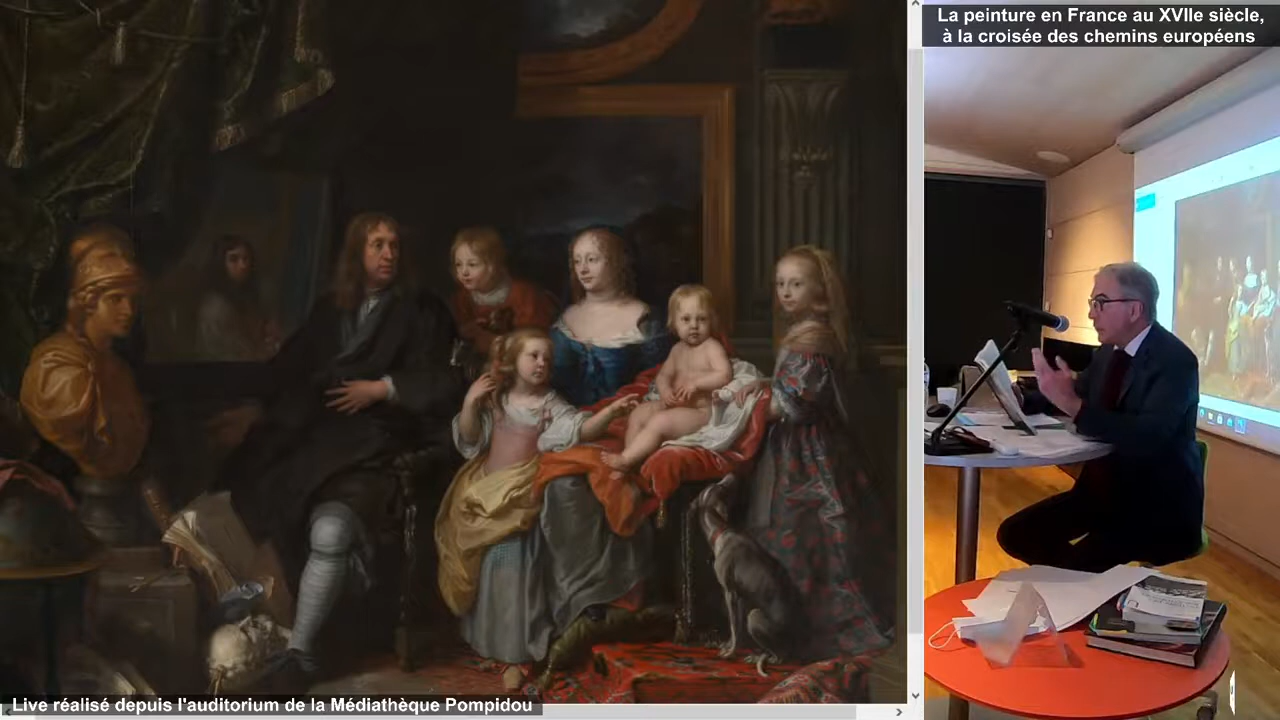 La peinture en France au XVIIe siècle,
à la croisée des chemins européens
Live réalisé depuis l'auditorium de la Médiathèque Pompidou